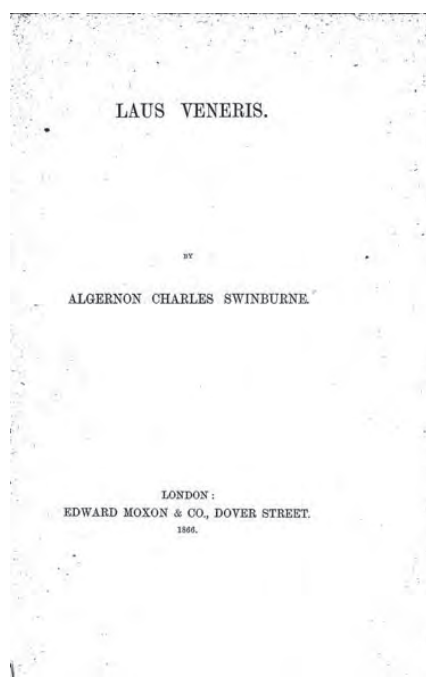 LAUS VENERIS.
BY
ALGERNON CHARLES SWINBURNE.
LONDON:
EDWARD MOXON & CO., DOVER STREET.
1866.